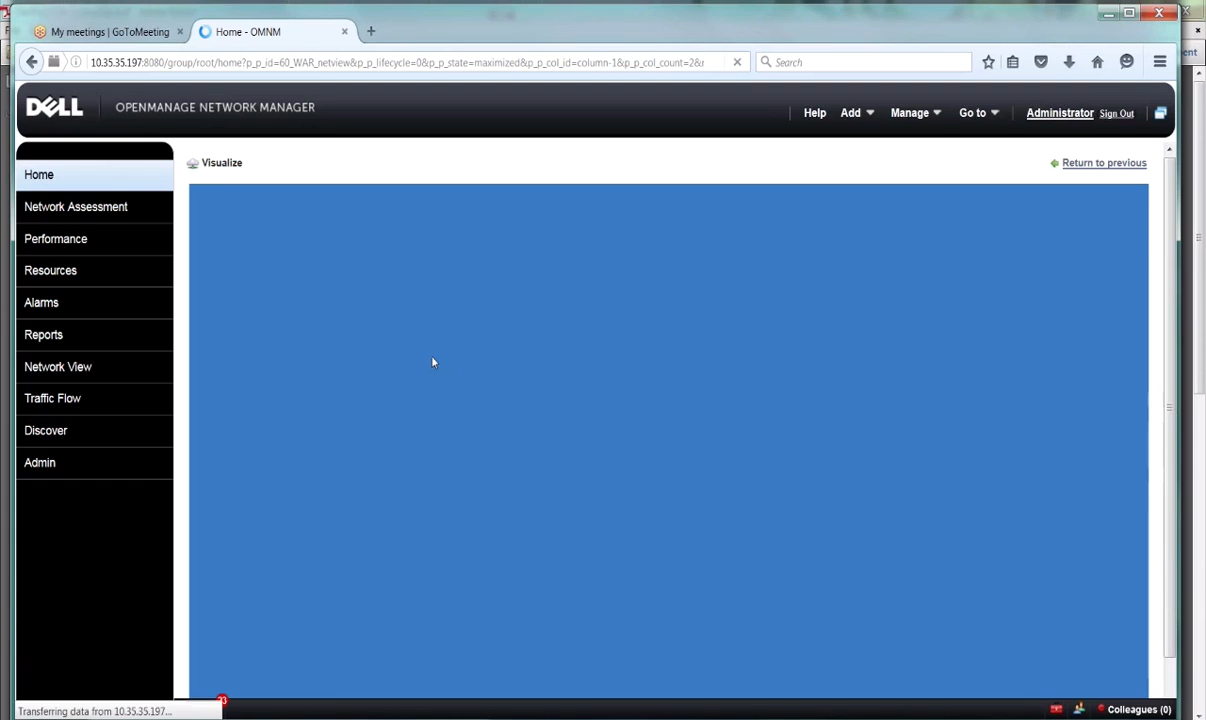 My meetings | GoToMeeting
Home - OMNM
10.35.35.197:8080/group/root/home?p_p_id=60_WAR_netview&p_p_lifecycle=0&p_p_state=maximized&p_p_col_id=column-1&p_p_col_count=2&r
Search
DELL
OPENMANAGE NETWORK MANAGER
Help
Add
Manage
Go to
Administrator
Sign Out
Home
Network Assessment
Performance
Resources
Alarms
Reports
Network View
Traffic Flow
Discover
Admin
Visualize
Return to previous
Transferring data from 10.35.35.197...
Colleagues (0)